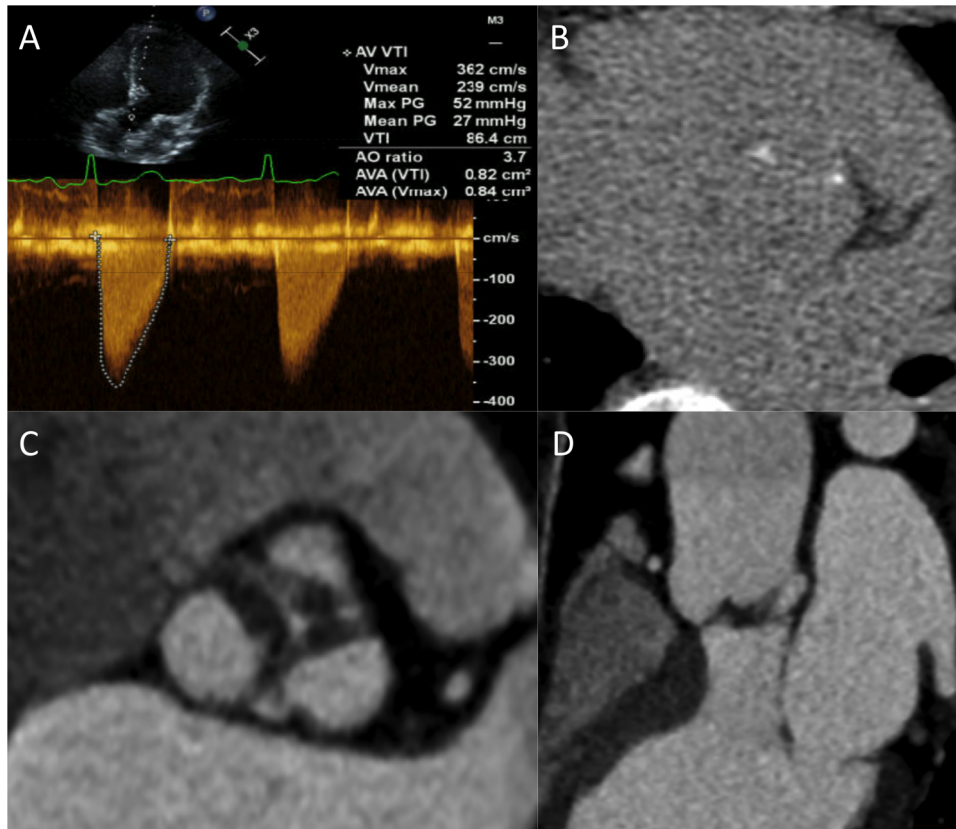 A
P
X3
M3
AV VTI
Vmax 362 cm/s
Vmean 239 cm/s
Max PG 52 mmHg
Mean PG 27 mmHg
VTI 86.4 cm
AO ratio 3.7
AVA (VTI) 0.82 cm²
AVA (Vmax) 0.84 cm²
cm/s
-100
-200
-300
-400
B
C
D